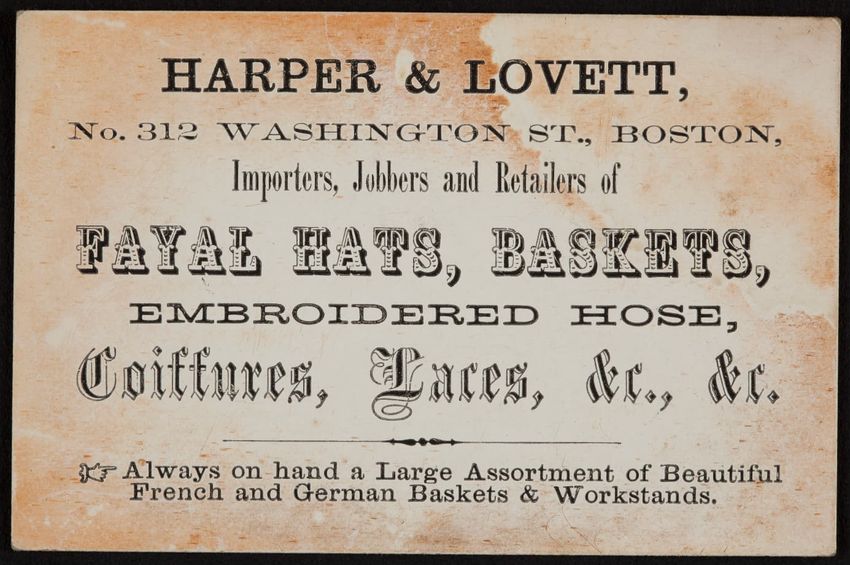 HARPER & LOVETT,
No. 312 WASHINGTON ST., BOSTON,
Importers, Jobbers and Retailers of
FAYAL HATS, BASKETS,
EMBROIDERED HOSE,
Coiffures, Laces, &c., &c.
☞ Always on hand a Large Assortment of Beautiful
French and German Baskets & Workstands.